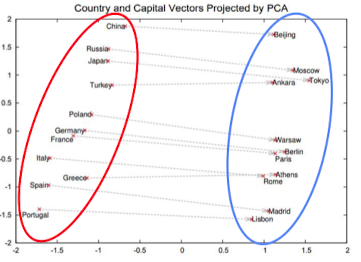 Country and Capital Vectors Projected by PCA
2
1.5
1
0.5
0
-0.5
-1
-1.5
-2
China
Beijing
Russia
Japan
Moscow
Tokyo
Turkey
Ankara
Poland
Germany
France
Warsaw
Berlin
Paris
Italy
Greece
Athens
Rome
Spain
Madrid
Portugal
Lisbon
-2 -1.5 -1 -0.5 0 0.5 1 1.5 2